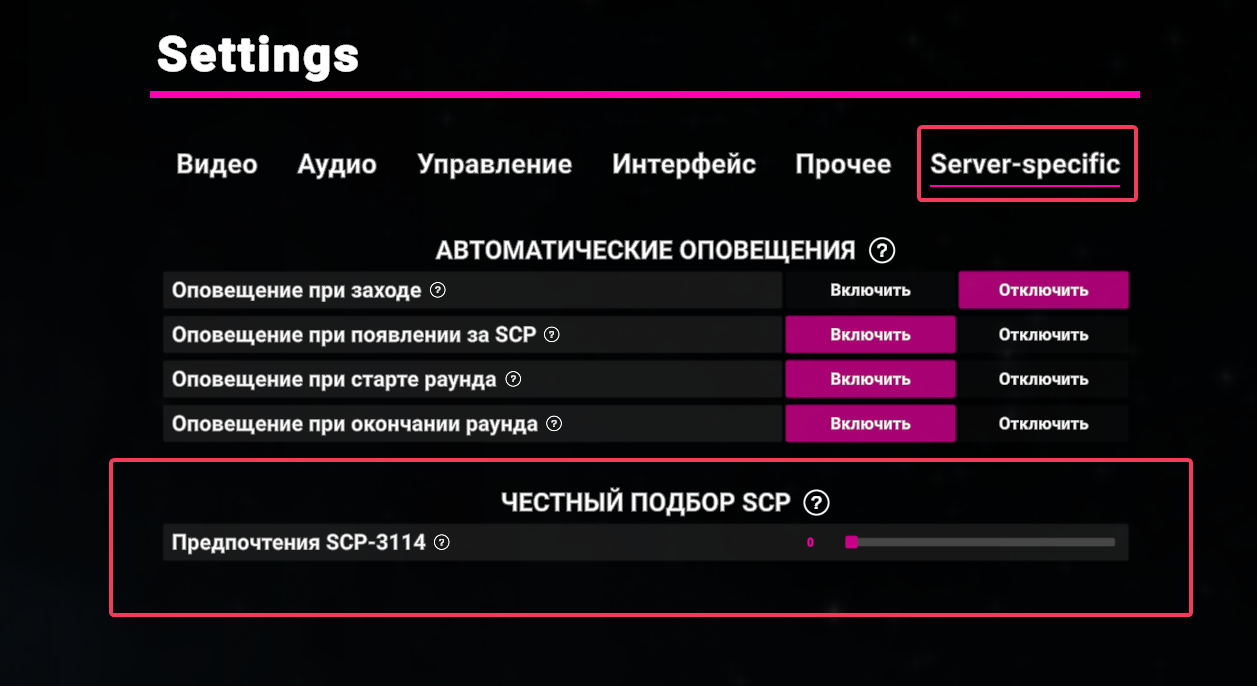 Settings
Видео Аудио Управление Интерфейс Прочее Server-specific
АВТОМАТИЧЕСКИЕ ОПОВЕЩЕНИЯ ?
Оповещение при заходе ? Включить Отключить
Оповещение при появлении за SCP ? Включить Отключить
Оповещение при старте раунда ? Включить Отключить
Оповещение при окончании раунда ? Включить Отключить
ЧЕСТНЫЙ ПОДБОР SCP ?
Предпочтения SCP-3114 ? 0